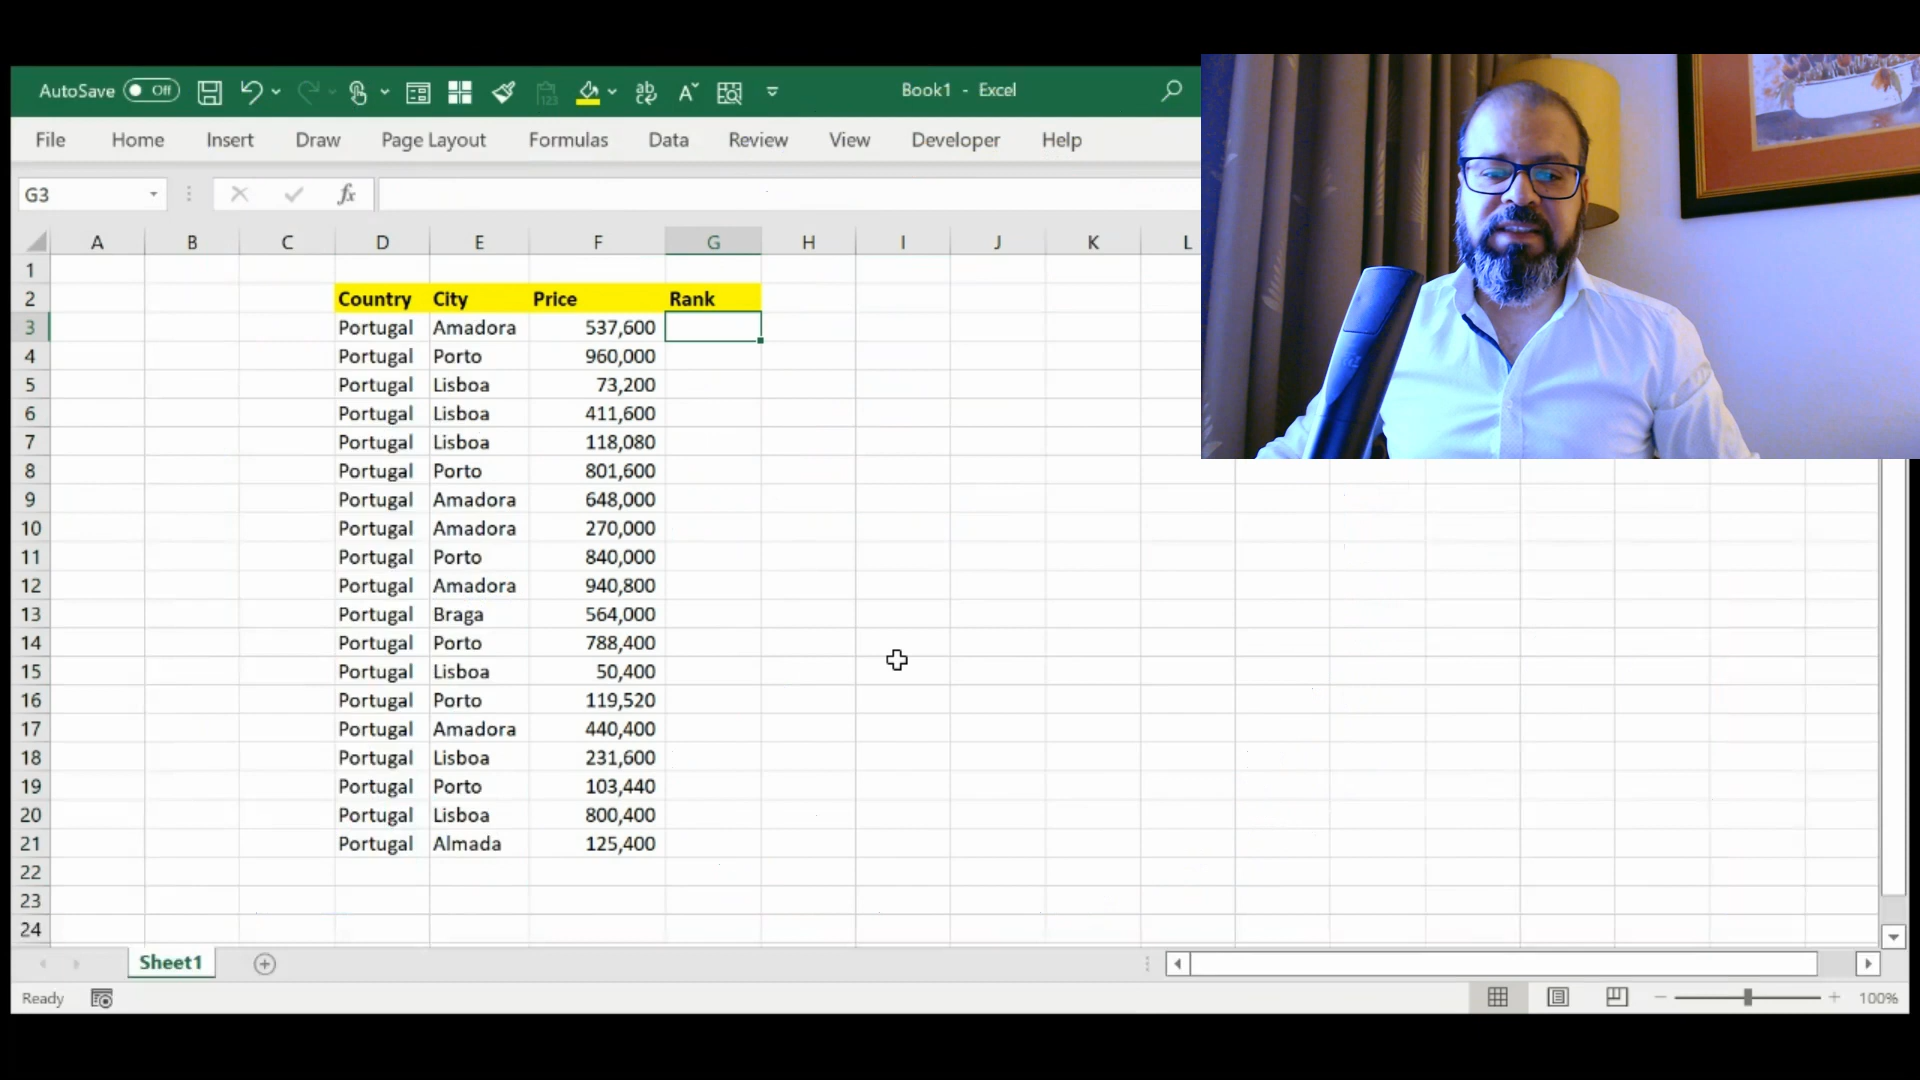 AutoSave Off Book1 - Excel
File Home Insert Draw Page Layout Formulas Data Review View Developer Help
G3 fx
A B C D E F G H I J K L
1
2 Country City Price Rank
3 Portugal Amadora 537,600
4 Portugal Porto 960,000
5 Portugal Lisboa 73,200
6 Portugal Lisboa 411,600
7 Portugal Lisboa 118,080
8 Portugal Porto 801,600
9 Portugal Amadora 648,000
10 Portugal Amadora 270,000
11 Portugal Porto 840,000
12 Portugal Amadora 940,800
13 Portugal Braga 564,000
14 Portugal Porto 788,400
15 Portugal Lisboa 50,400
16 Portugal Porto 119,520
17 Portugal Amadora 440,400
18 Portugal Lisboa 231,600
19 Portugal Porto 103,440
20 Portugal Lisboa 800,400
21 Portugal Almada 125,400
22
23
24
Sheet1
Ready 100%